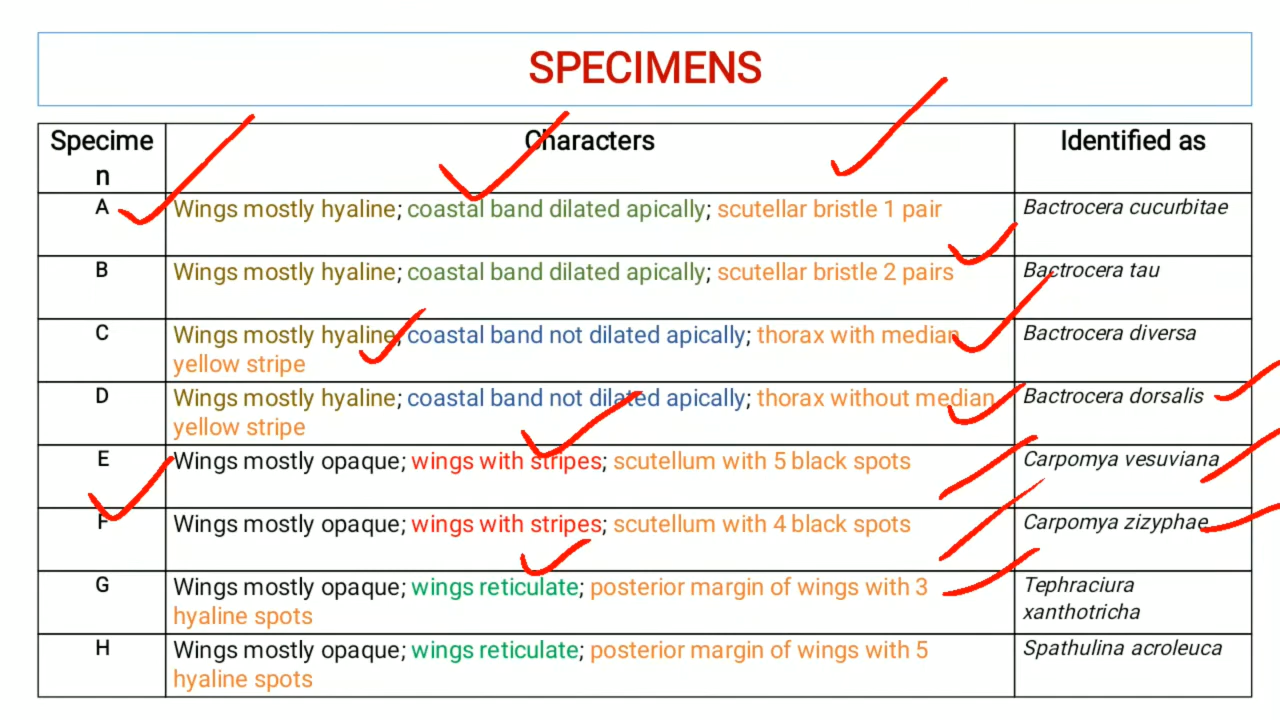 SPECIMENS
Specime Characters Identified as
n
A Wings mostly hyaline; coastal band dilated apically; scutellar bristle 1 pair Bactrocera cucurbitae
B Wings mostly hyaline; coastal band dilated apically; scutellar bristle 2 pairs Bactrocera tau
C Wings mostly hyaline; coastal band not dilated apically; thorax with median Bactrocera diversa
yellow stripe
D Wings mostly hyaline; coastal band not dilated apically; thorax without median Bactrocera dorsalis
yellow stripe
E Wings mostly opaque; wings with stripes; scutellum with 5 black spots Carpomya vesuviana
F Wings mostly opaque; wings with stripes; scutellum with 4 black spots Carpomya zizyphae
G Wings mostly opaque; wings reticulate; posterior margin of wings with 3 Tephraciura
hyaline spots xanthotricha
H Wings mostly opaque; wings reticulate; posterior margin of wings with 5 Spathulina acroleuca
hyaline spots